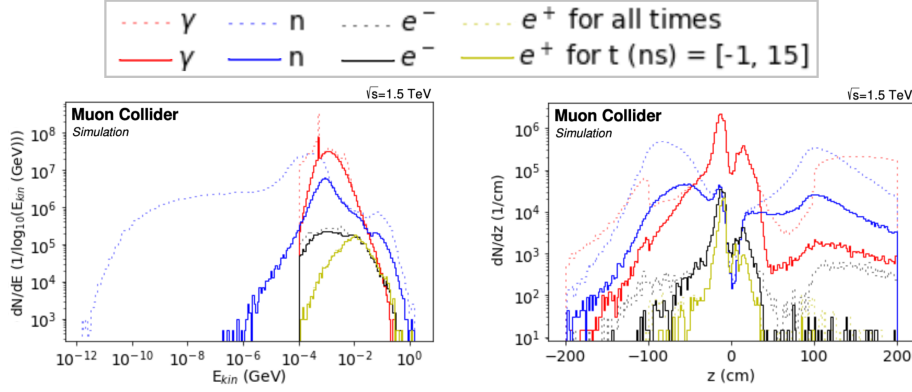 γ n e⁻ e⁺ for all times
γ n e⁻ e⁺ for t (ns) = [-1, 15]
√s=1.5 TeV
Muon Collider
Simulation
dN/dE (1/log₁₀(E_kin (GeV)))
10⁸
10⁷
10⁶
10⁵
10⁴
10³
10⁻¹² 10⁻¹⁰ 10⁻⁸ 10⁻⁶ 10⁻⁴ 10⁻² 10⁰
E_kin (GeV)
√s=1.5 TeV
Muon Collider
Simulation
dN/dz (1/cm)
10⁶
10⁵
10⁴
10³
10²
10¹
−200 −100 0 100 200
z (cm)